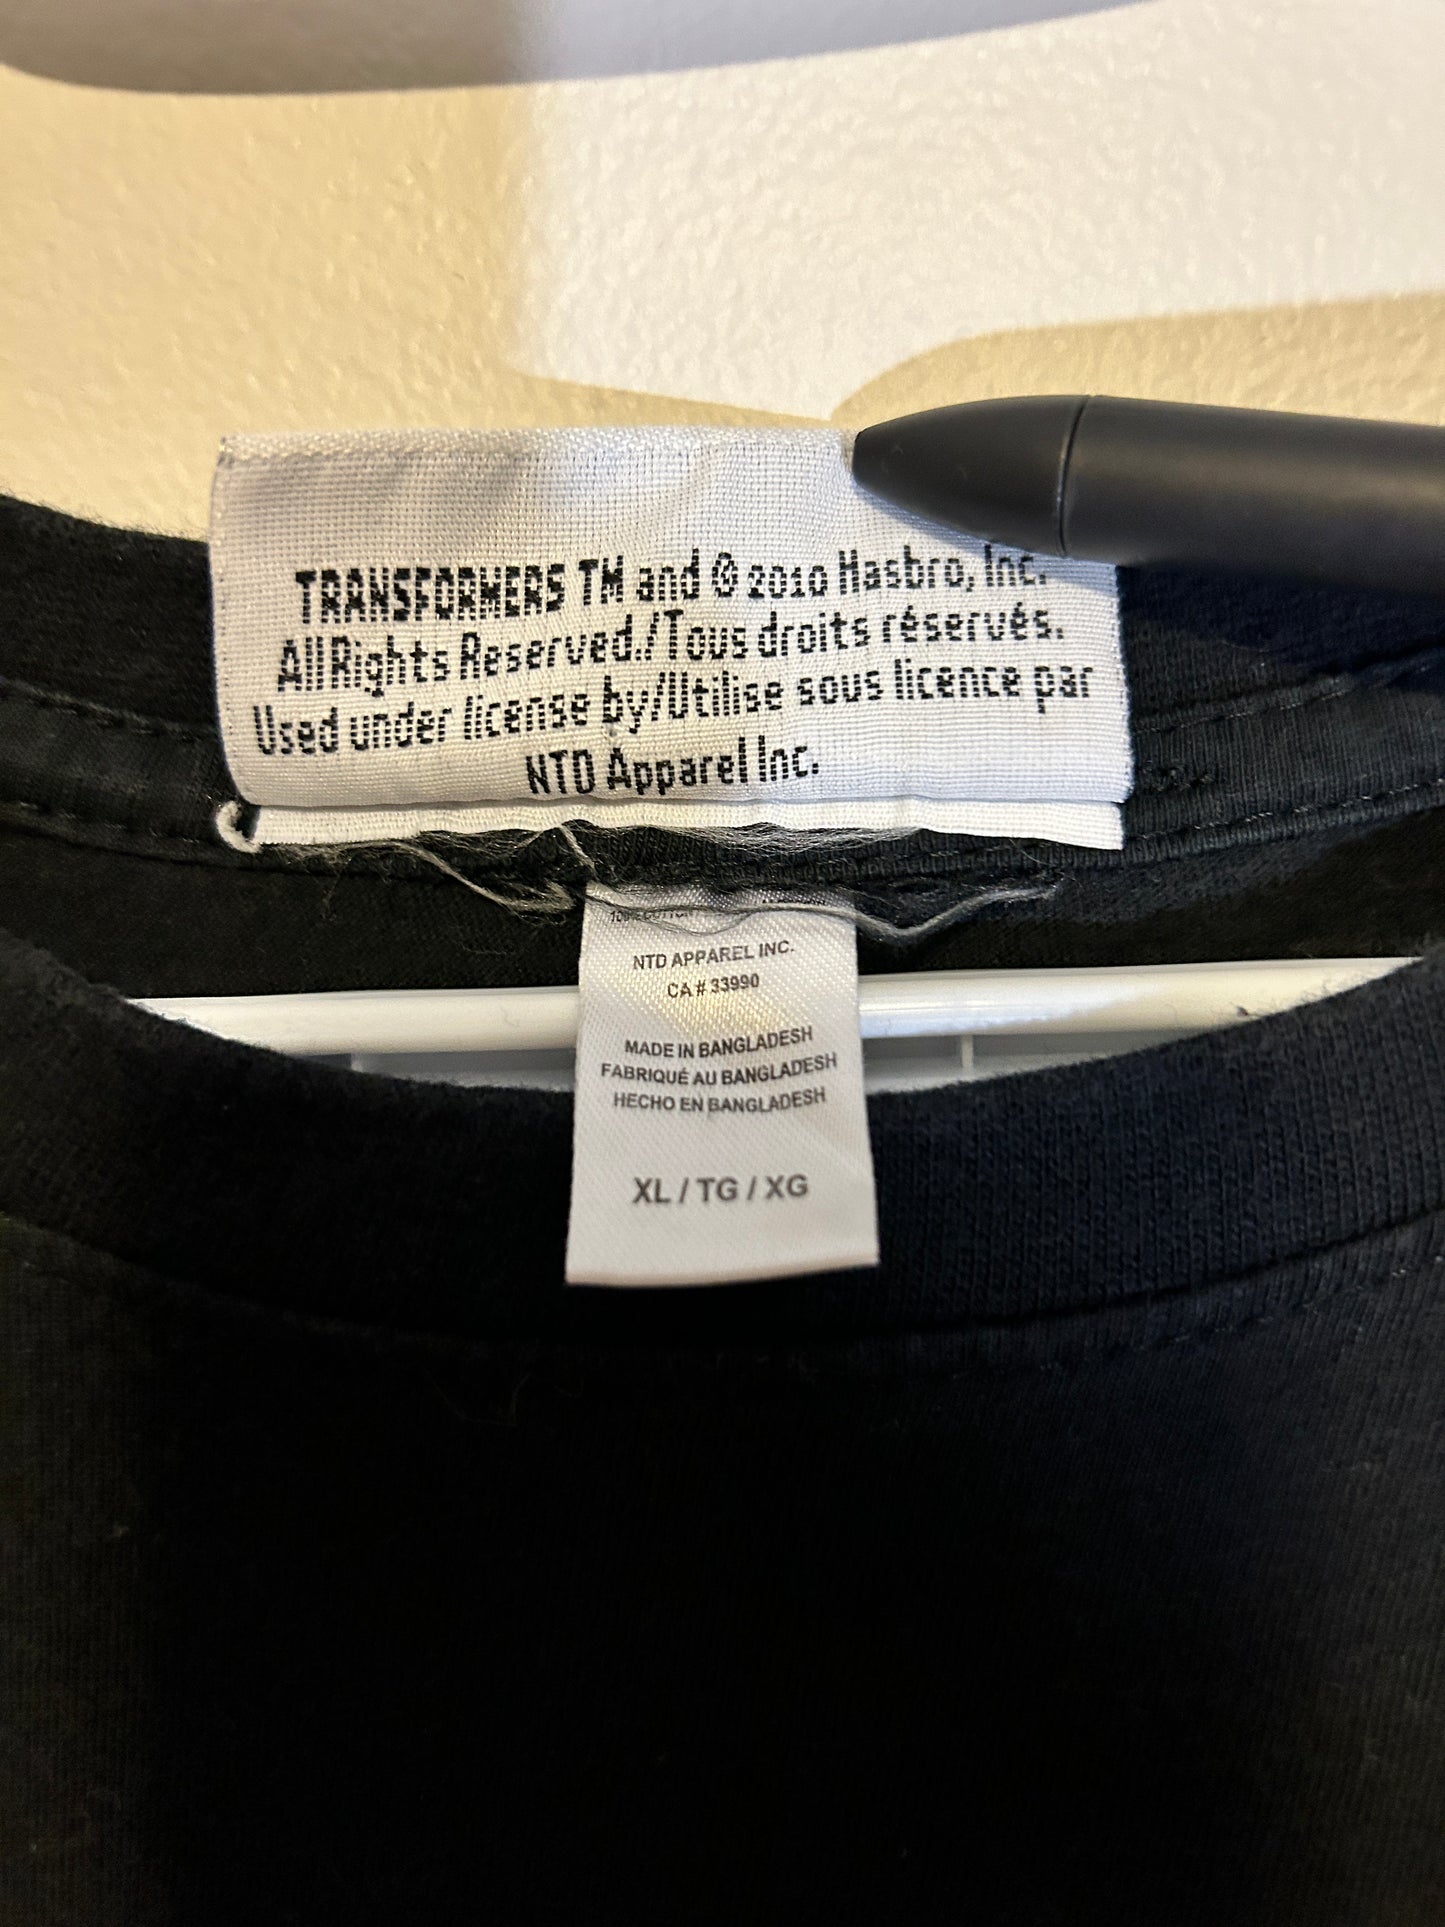 TRANSFORMERS TM and © 2010 Hasbro, Inc.
All Rights Reserved./Tous droits réservés.
Used under license by/Utilise sous licence par
NTD Apparel Inc.
100% COTTON
NTD APPAREL INC.
CA # 33990
MADE IN BANGLADESH
FABRIQUÉ AU BANGLADESH
HECHO EN BANGLADESH
XL / TG / XG